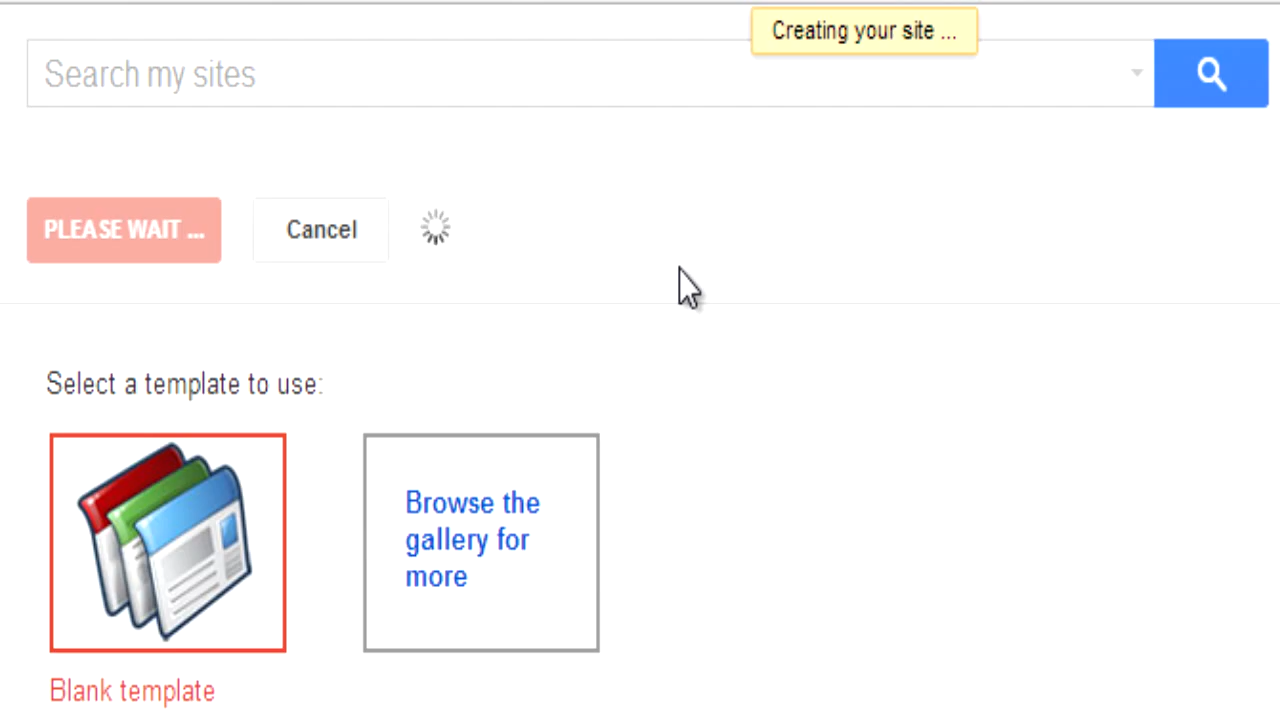 Creating your site ...
Search my sites
PLEASE WAIT ...
Cancel
Select a template to use:
Browse the
gallery for
more
Blank template